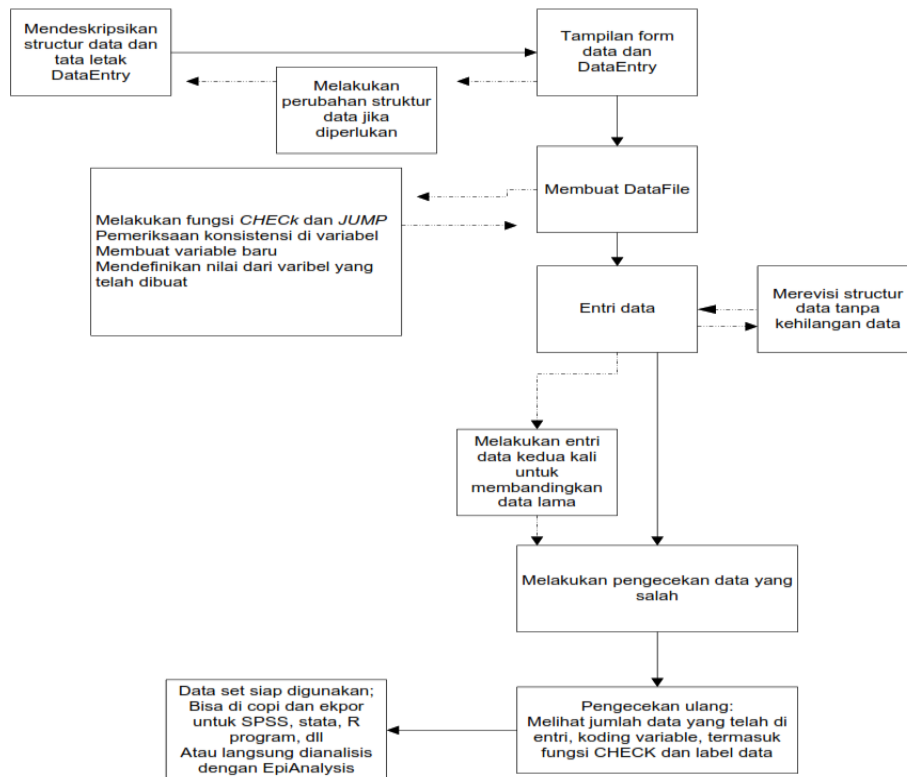 Mendeskripsikan
structur data dan
tata letak
DataEntry
Tampilan form
data dan
DataEntry
Melakukan
perubahan struktur
data jika
diperlukan
Membuat DataFile
Melakukan fungsi CHECk dan JUMP
Pemeriksaan konsistensi di variabel
Membuat variable baru
Mendefinikan nilai dari varibel yang
telah dibuat
Entri data
Merevisi structur
data tanpa
kehilangan data
Melakukan entri
data kedua kali
untuk
membandingkan
data lama
Melakukan pengecekan data yang
salah
Pengecekan ulang:
Melihat jumlah data yang telah di
entri, koding variable, termasuk
fungsi CHECK dan label data
Data set siap digunakan;
Bisa di copi dan ekpor
untuk SPSS, stata, R
program, dll
Atau langsung dianalisis
dengan EpiAnalysis